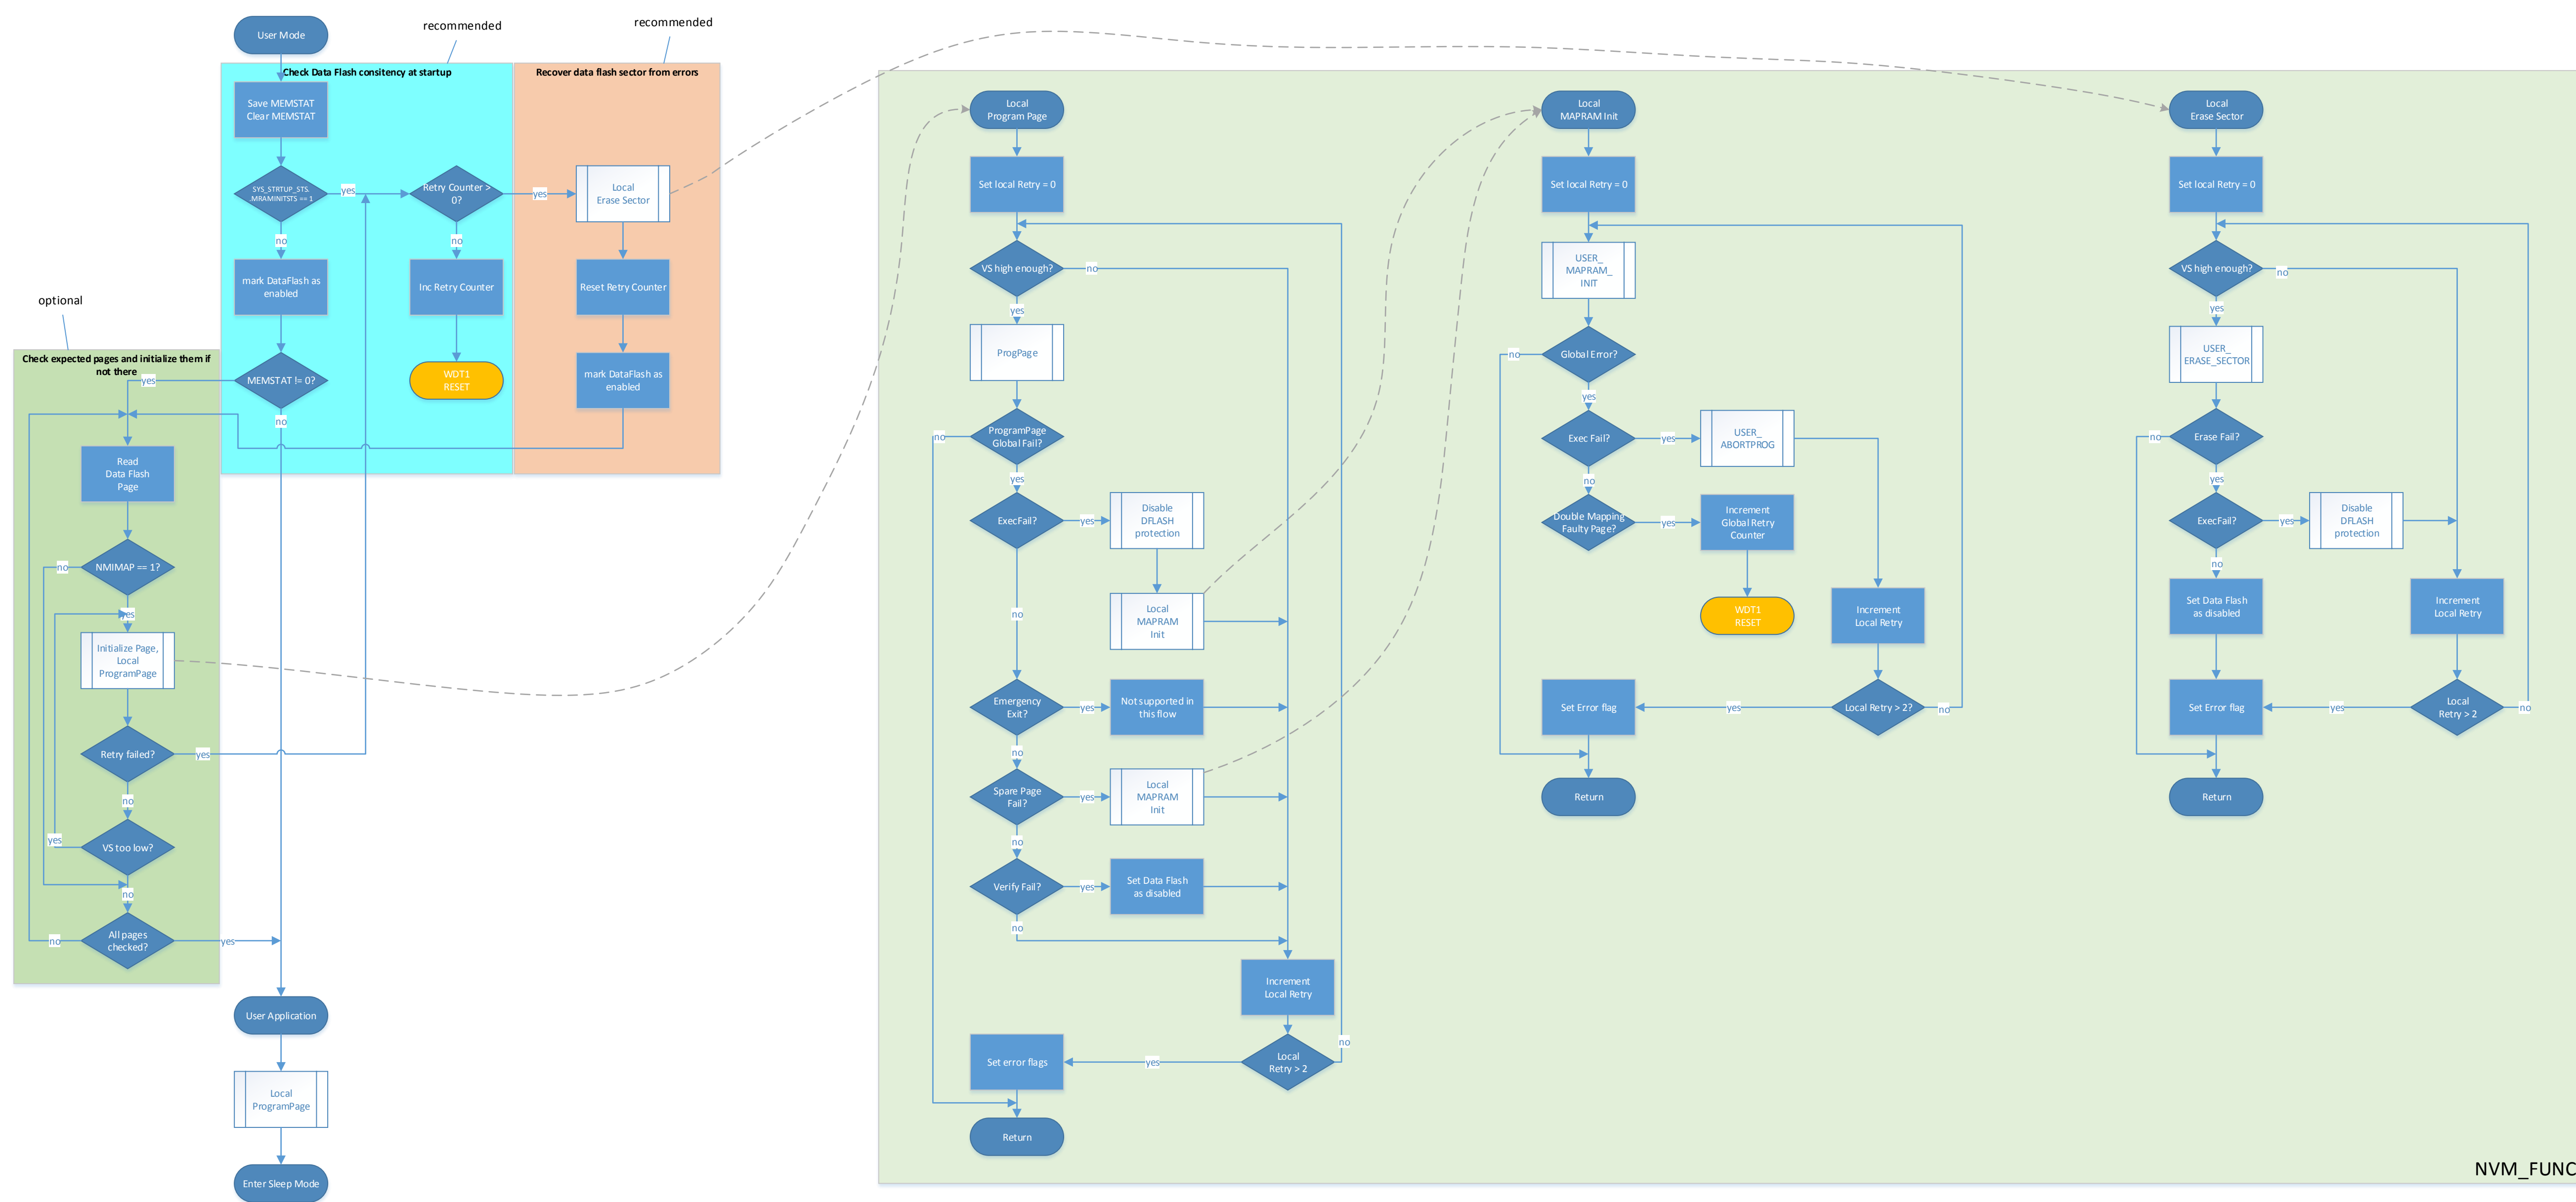 User Mode
recommended
recommended
Check Data Flash consitency at startup
Recover data flash sector from errors
Save MEMSTAT
Clear MEMSTAT
SYS_STRTUP_STS.
.MRAMINITSTS == 1
yes
Retry Counter >
0?
yes
Local
Erase Sector
no
no
mark DataFlash as
enabled
Inc Retry Counter
Reset Retry Counter
optional
Check expected pages and initialize them if
not there
MEMSTAT != 0?
yes
no
WDT1
RESET
mark DataFlash as
enabled
Read
Data Flash
Page
NMIMAP == 1?
no
yes
Initialize Page,
Local
ProgramPage
Retry failed?
yes
no
VS too low?
yes
no
All pages
checked?
no
yes
User Application
Local
ProgramPage
Enter Sleep Mode
Local
Program Page
Set local Retry = 0
VS high enough?
no
yes
ProgPage
ProgramPage
Global Fail?
no
yes
ExecFail?
yes
Disable
DFLASH
protection
no
Local
MAPRAM
Init
Emergency
Exit?
yes
Not supported in
this flow
no
Spare Page
Fail?
yes
Local
MAPRAM
Init
no
Verify Fail?
yes
Set Data Flash
as disabled
no
Increment
Local Retry
Local
Retry > 2
no
yes
Set error flags
Return
Local
MAPRAM Init
Set local Retry = 0
USER_
MAPRAM_
INIT
Global Error?
no
yes
Exec Fail?
yes
USER_
ABORTPROG
no
Double Mapping
Faulty Page?
yes
Increment
Global Retry
Counter
WDT1
RESET
Increment
Local Retry
Local Retry > 2?
no
yes
Set Error flag
Return
Local
Erase Sector
Set local Retry = 0
VS high enough?
no
yes
USER_
ERASE_SECTOR
Erase Fail?
no
yes
ExecFail?
yes
Disable
DFLASH
protection
no
Set Data Flash
as disabled
Increment
Local Retry
Local
Retry > 2
no
yes
Set Error flag
Return
NVM_FUNC